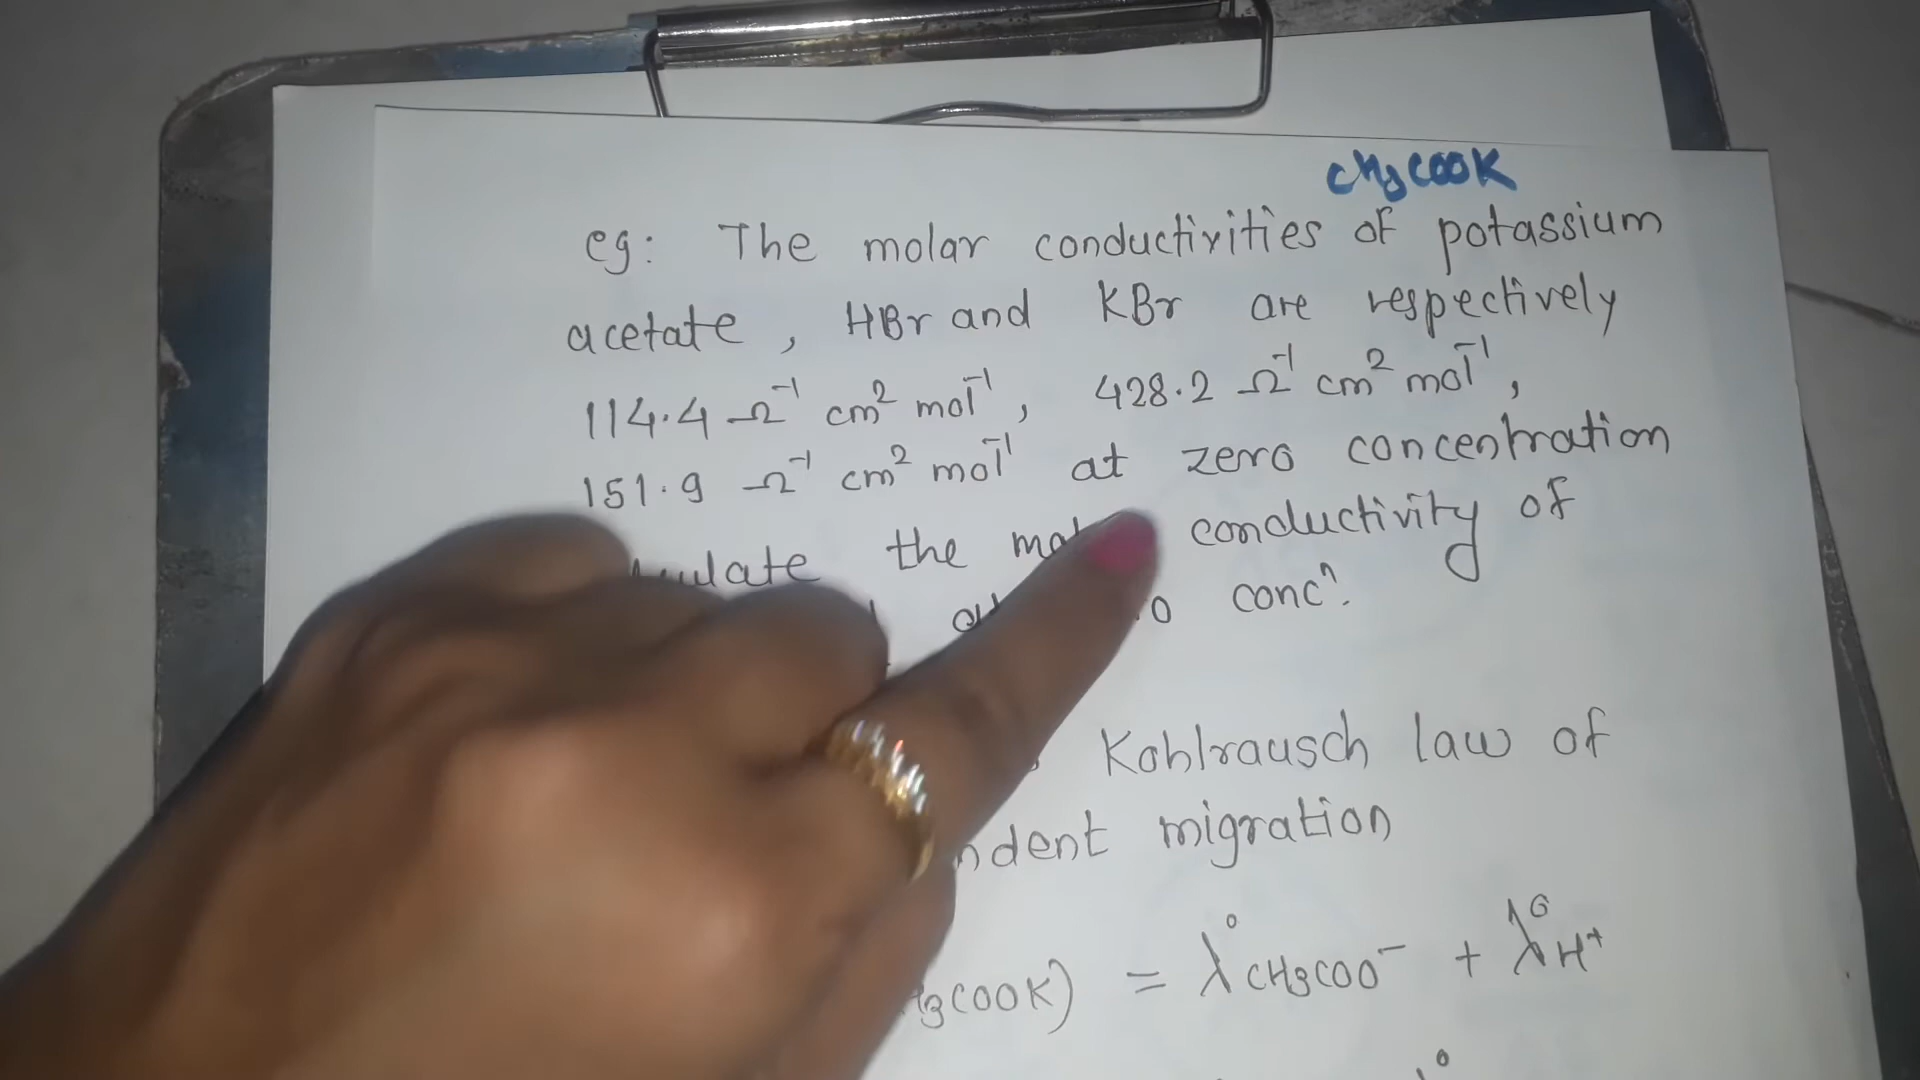 CH3COOK
eg: The molar conductivities of potassium
acetate, HBr and KBr are respectively
114.4 Ω⁻¹ cm² mol⁻¹, 428.2 Ω⁻¹ cm² mol⁻¹,
151.9 Ω⁻¹ cm² mol⁻¹ at zero concentration
the conductivity of
concⁿ.
Kohlrausch law of
migration
= λ° CH3COO⁻ + λ° H⁺